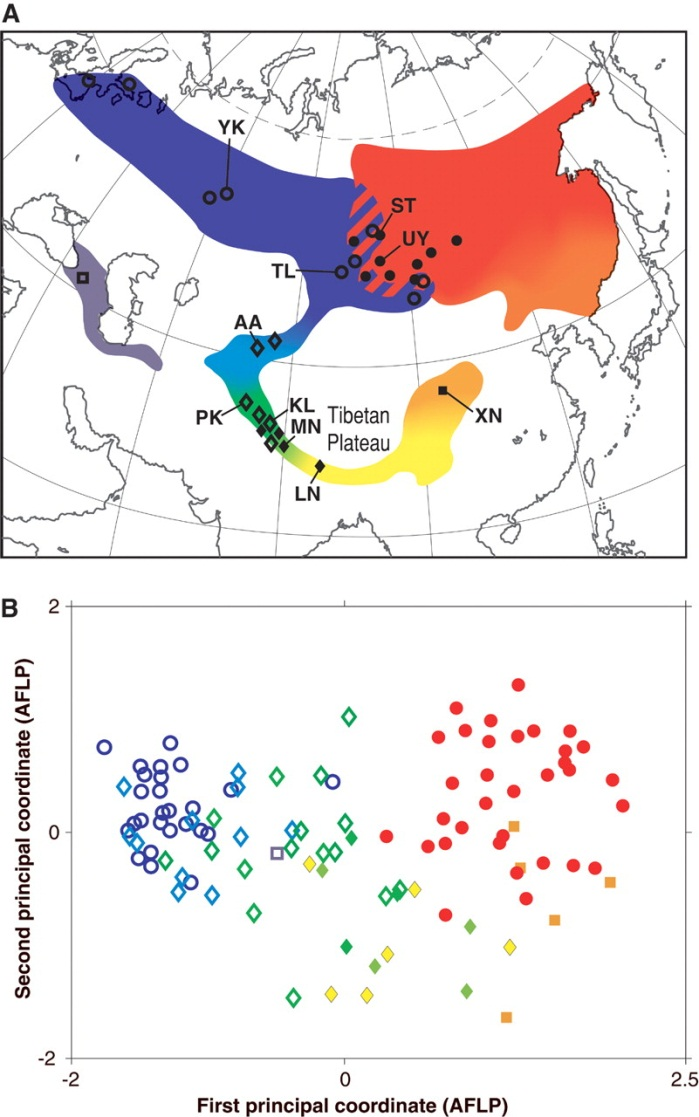 A
YK
ST
UY
TL
AA
PK
KL
MN
Tibetan
Plateau
XN
LN
B
2
0
-2
Second principal coordinate (AFLP)
-2
0
2.5
First principal coordinate (AFLP)